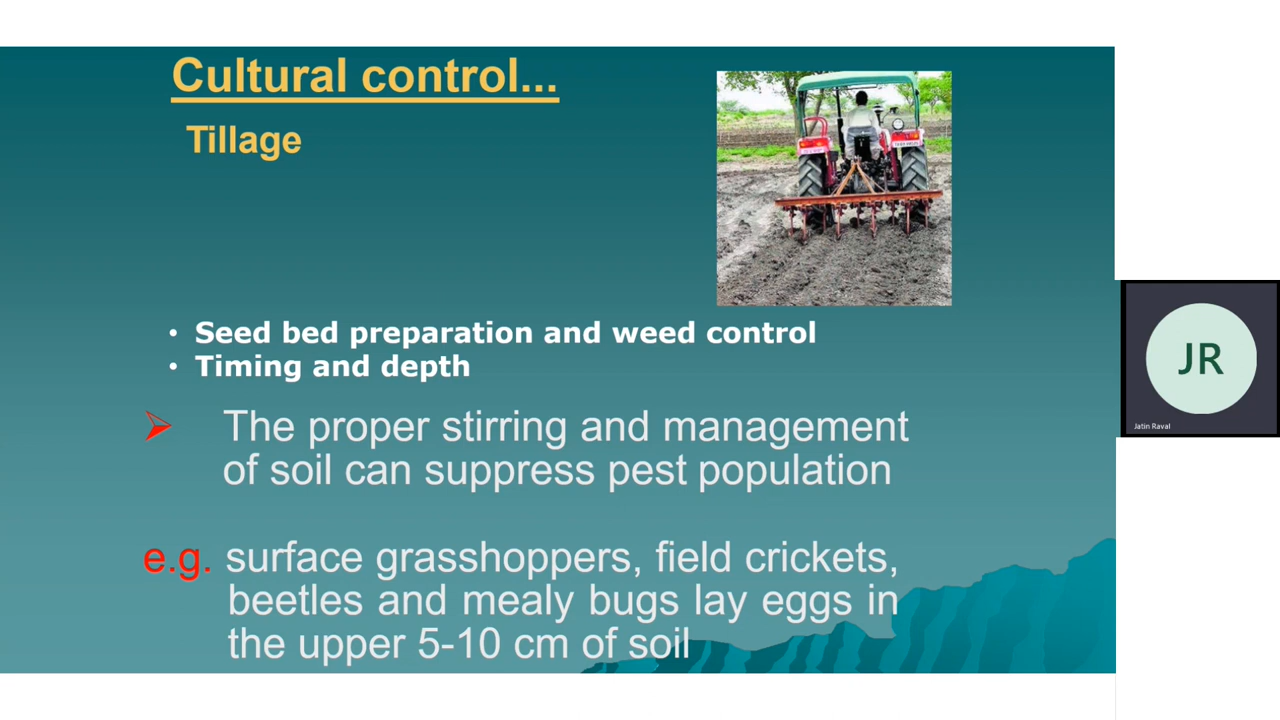 Cultural control...
Tillage
• Seed bed preparation and weed control
• Timing and depth
The proper stirring and management
of soil can suppress pest population
e.g. surface grasshoppers, field crickets,
beetles and mealy bugs lay eggs in
the upper 5-10 cm of soil
JR
Jatin Raval